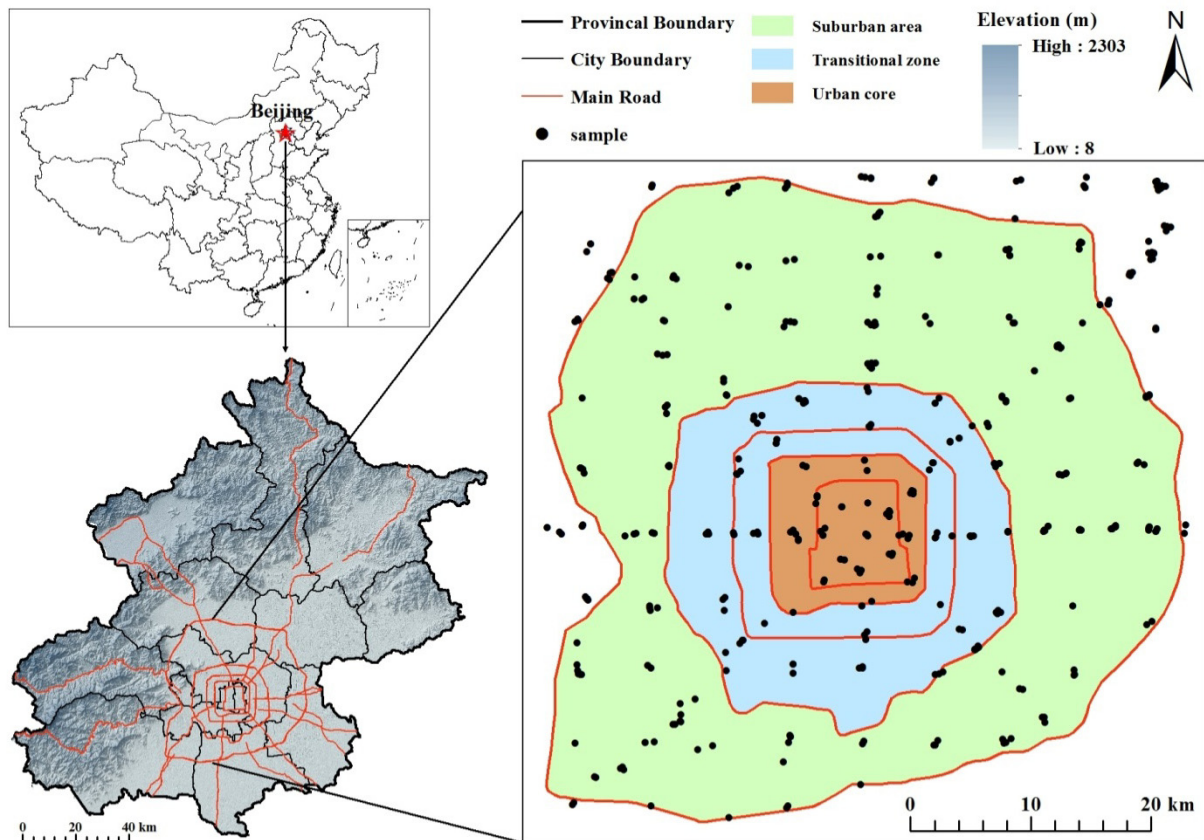 Beijing
Provincal Boundary
City Boundary
Main Road
sample
Suburban area
Transitional zone
Urban core
Elevation (m)
High : 2303
Low : 8
N
0 20 40 km
0 10 20 km